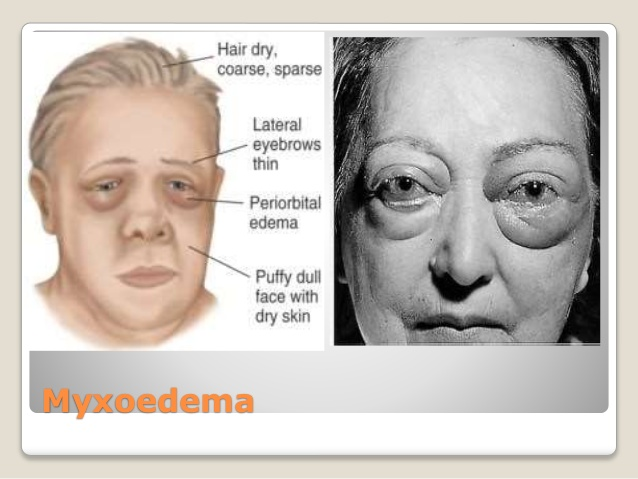 Hair dry,
coarse, sparse
Lateral
eyebrows
thin
Periorbital
edema
Puffy dull
face with
dry skin
Myxoedema